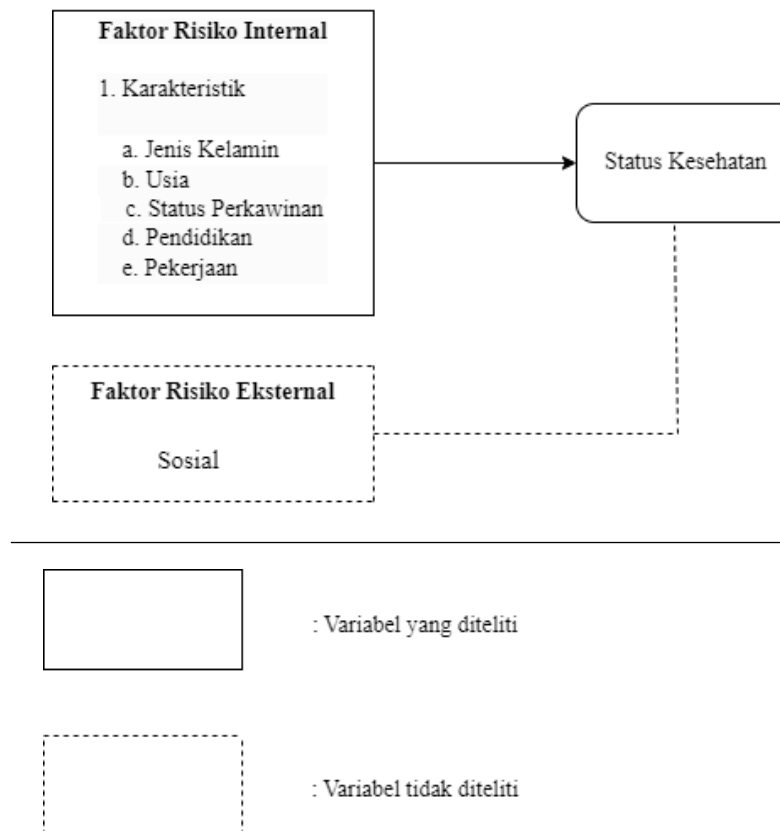 Faktor Risiko Internal
1. Karakteristik
a. Jenis Kelamin
b. Usia
c. Status Perkawinan
d. Pendidikan
e. Pekerjaan
Status Kesehatan
Faktor Risiko Eksternal
Sosial
: Variabel yang diteliti
: Variabel tidak diteliti